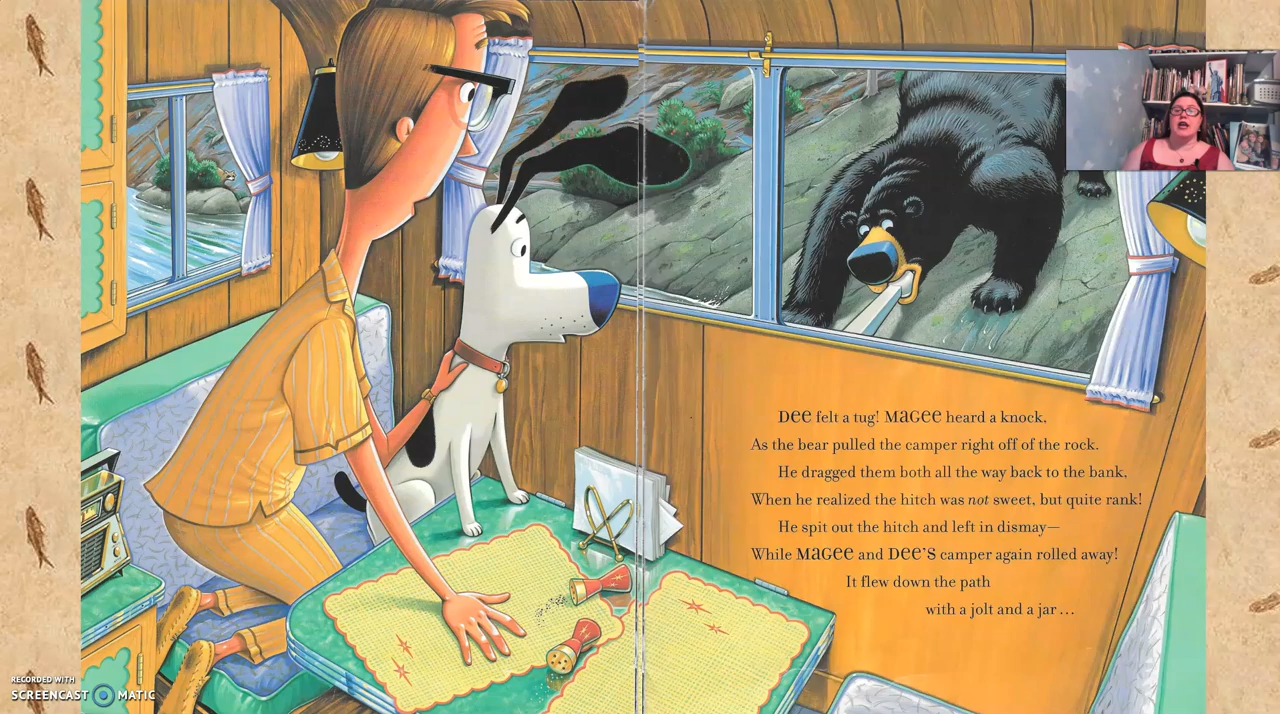 Dee felt a tug! Magee heard a knock,
As the bear pulled the camper right off of the rock.
He dragged them both all the way back to the bank,
When he realized the hitch was not sweet, but quite rank!
He spit out the hitch and left in dismay—
While Magee and Dee's camper again rolled away!
It flew down the path
with a jolt and a jar . . .
RECORDED WITH
SCREENCAST MATIC